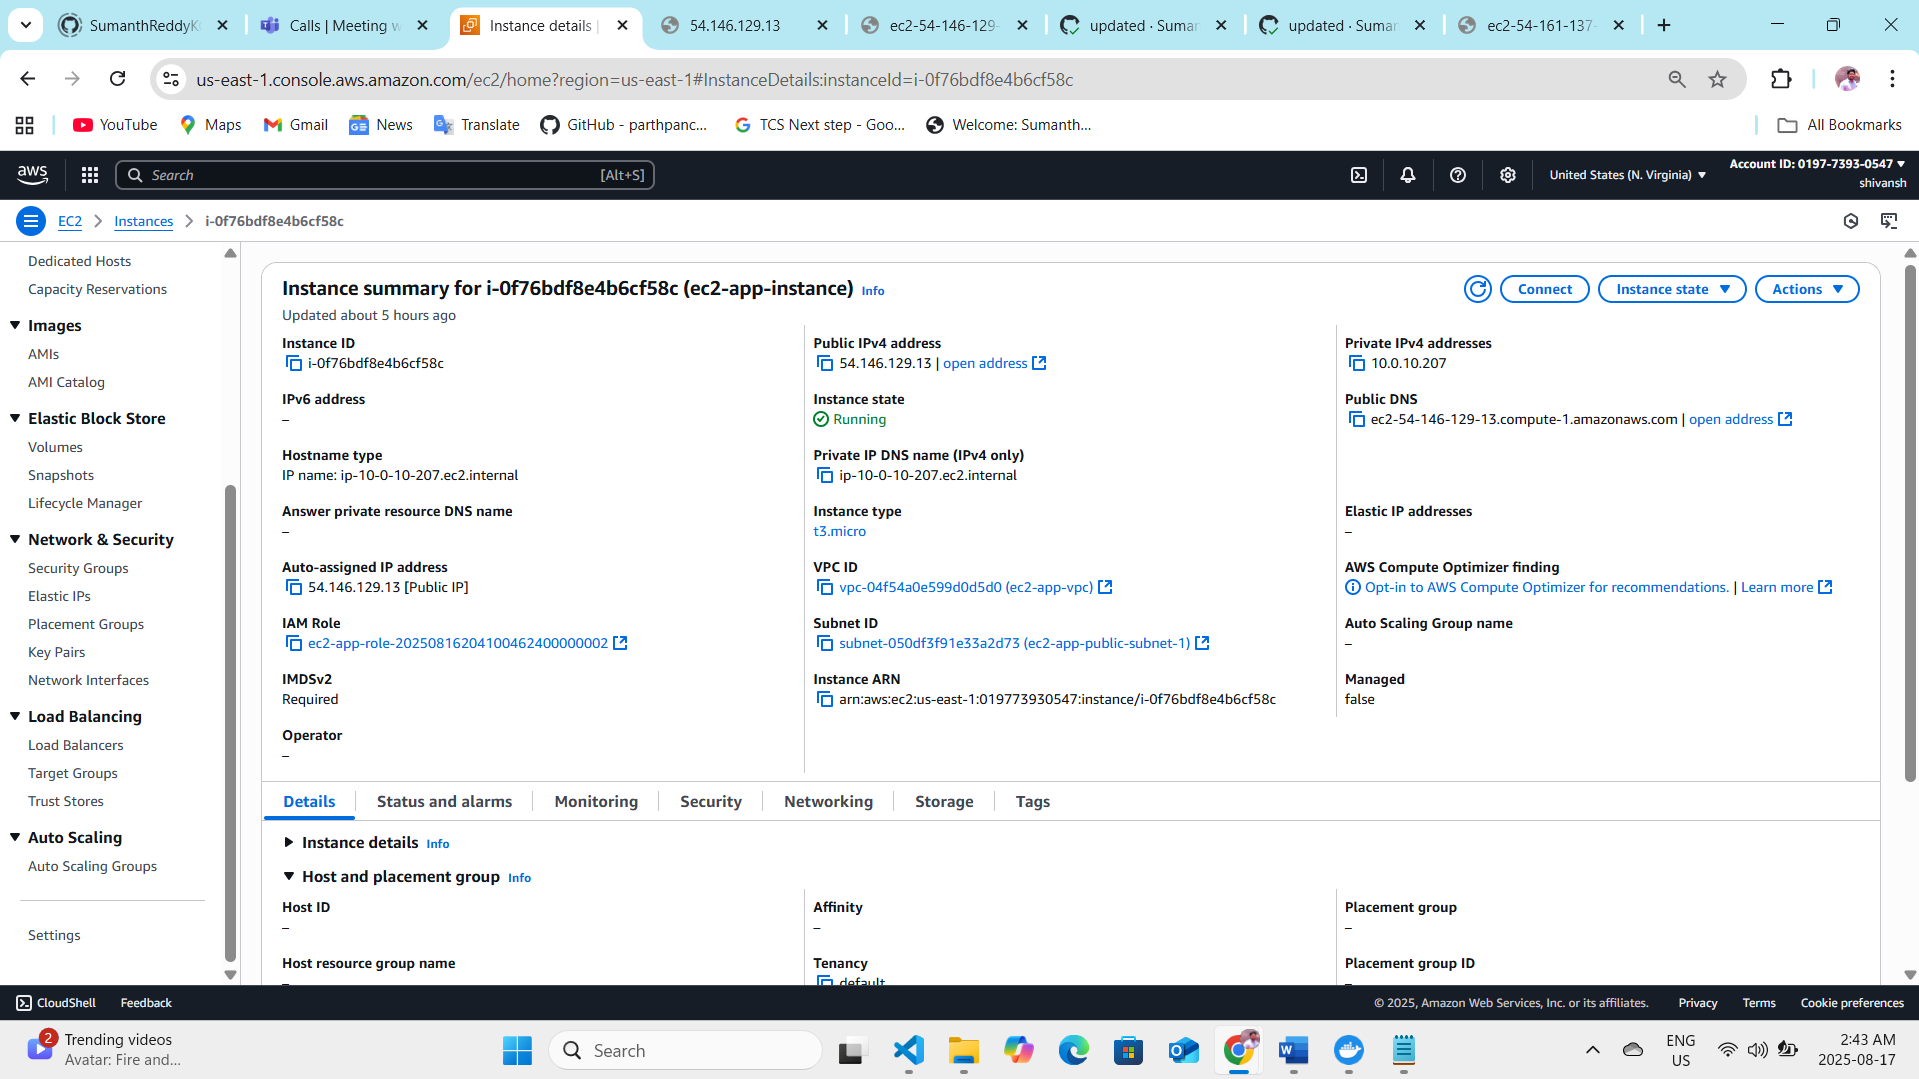 SumanthReddyK
Calls | Meeting w
Instance details |
54.146.129.13
ec2-54-146-129-
updated · Suman
updated · Suman
ec2-54-161-137-
us-east-1.console.aws.amazon.com/ec2/home?region=us-east-1#InstanceDetails:instanceId=i-0f76bdf8e4b6cf58c
YouTube
Maps
Gmail
News
Translate
GitHub - parthpanc...
TCS Next step - Goo...
Welcome: Sumanth...
All Bookmarks
aws
Search
[Alt+S]
United States (N. Virginia)
Account ID: 0197-7393-0547
shivansh
EC2
Instances
i-0f76bdf8e4b6cf58c
Dedicated Hosts
Capacity Reservations
Images
AMIs
AMI Catalog
Elastic Block Store
Volumes
Snapshots
Lifecycle Manager
Network & Security
Security Groups
Elastic IPs
Placement Groups
Key Pairs
Network Interfaces
Load Balancing
Load Balancers
Target Groups
Trust Stores
Auto Scaling
Auto Scaling Groups
Settings
Instance summary for i-0f76bdf8e4b6cf58c (ec2-app-instance) Info
Updated about 5 hours ago
Connect
Instance state
Actions
Instance ID
i-0f76bdf8e4b6cf58c
Public IPv4 address
54.146.129.13 | open address
Private IPv4 addresses
10.0.10.207
IPv6 address
–
Instance state
Running
Public DNS
ec2-54-146-129-13.compute-1.amazonaws.com | open address
Hostname type
IP name: ip-10-0-10-207.ec2.internal
Private IP DNS name (IPv4 only)
ip-10-0-10-207.ec2.internal
Answer private resource DNS name
–
Instance type
t3.micro
Elastic IP addresses
–
Auto-assigned IP address
54.146.129.13 [Public IP]
VPC ID
vpc-04f54a0e599d0d5d0 (ec2-app-vpc)
AWS Compute Optimizer finding
Opt-in to AWS Compute Optimizer for recommendations. | Learn more
IAM Role
ec2-app-role-20250816204100462400000002
Subnet ID
subnet-050df3f91e33a2d73 (ec2-app-public-subnet-1)
Auto Scaling Group name
–
IMDSv2
Required
Instance ARN
arn:aws:ec2:us-east-1:019773930547:instance/i-0f76bdf8e4b6cf58c
Managed
false
Operator
–
Details
Status and alarms
Monitoring
Security
Networking
Storage
Tags
Instance details Info
Host and placement group Info
Host ID
–
Affinity
–
Placement group
–
Host resource group name
–
Tenancy
default
Placement group ID
–
CloudShell
Feedback
© 2025, Amazon Web Services, Inc. or its affiliates.
Privacy
Terms
Cookie preferences
2
Trending videos
Avatar: Fire and...
Search
ENG
US
2:43 AM
2025-08-17